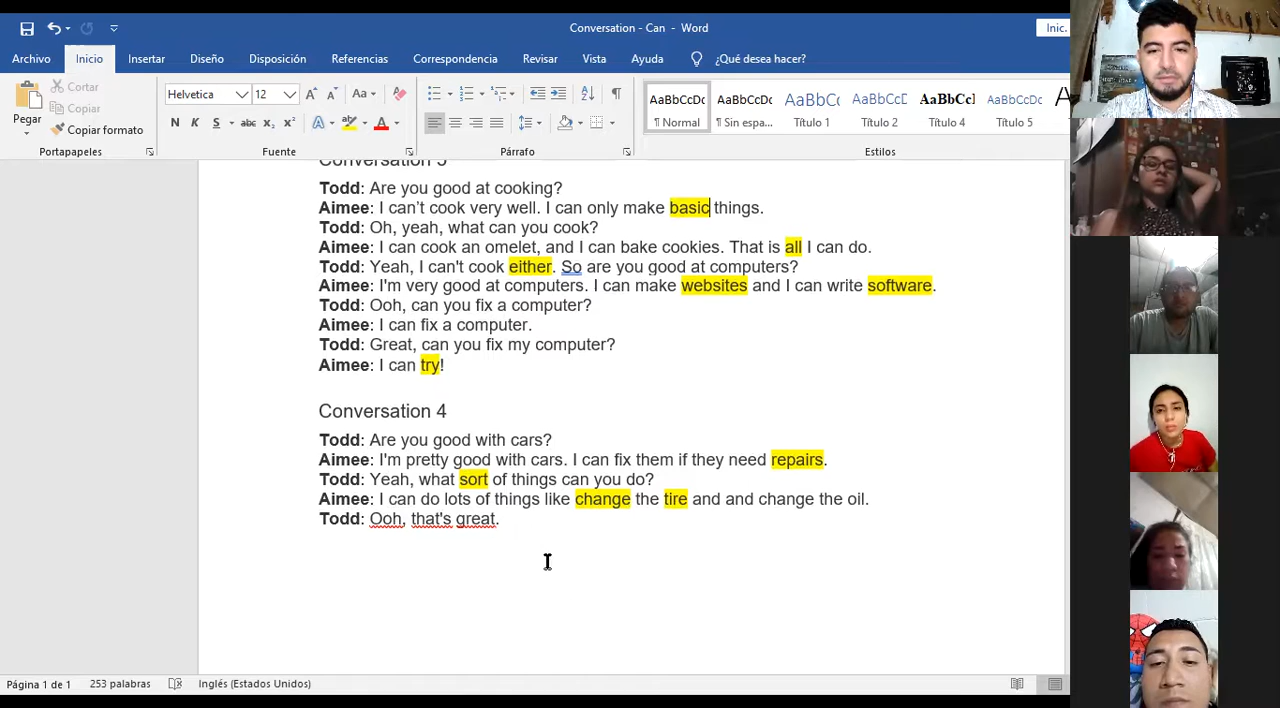 Conversation - Can - Word
Inic.
Archivo Inicio Insertar Diseño Disposición Referencias Correspondencia Revisar Vista Ayuda ¿Qué desea hacer?
Pegar
Cortar
Copiar
Copiar formato
Portapapeles
Helvetica 12
Aa
N K S abc x₂ x² A A
Fuente
Párrafo
AaBbCcDc AaBbCcDc AaBbCcD AaBbCcD AaBbCcI AaBbCcD A
¶ Normal ¶ Sin espa... Título 1 Título 2 Título 4 Título 5
Estilos
Todd: Are you good at cooking?
Aimee: I can't cook very well. I can only make basic things.
Todd: Oh, yeah, what can you cook?
Aimee: I can cook an omelet, and I can bake cookies. That is all I can do.
Todd: Yeah, I can't cook either. So are you good at computers?
Aimee: I'm very good at computers. I can make websites and I can write software.
Todd: Ooh, can you fix a computer?
Aimee: I can fix a computer.
Todd: Great, can you fix my computer?
Aimee: I can try!
Conversation 4
Todd: Are you good with cars?
Aimee: I'm pretty good with cars. I can fix them if they need repairs.
Todd: Yeah, what sort of things can you do?
Aimee: I can do lots of things like change the tire and and change the oil.
Todd: Ooh, that's great.
Página 1 de 1 253 palabras Inglés (Estados Unidos)